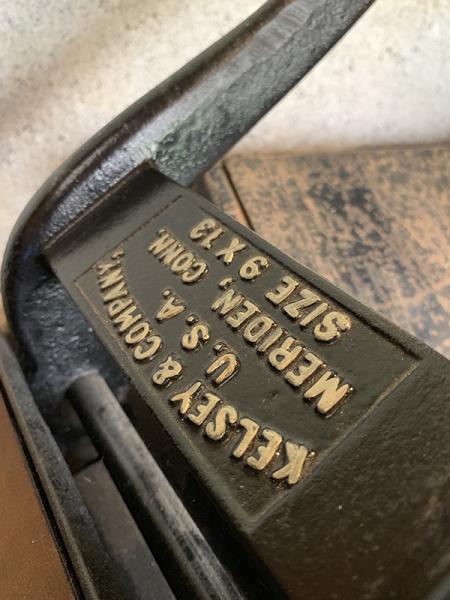 KELSEY & COMPANY,
U. S. A.
MERIDEN, CONN.
SIZE 9 X 13